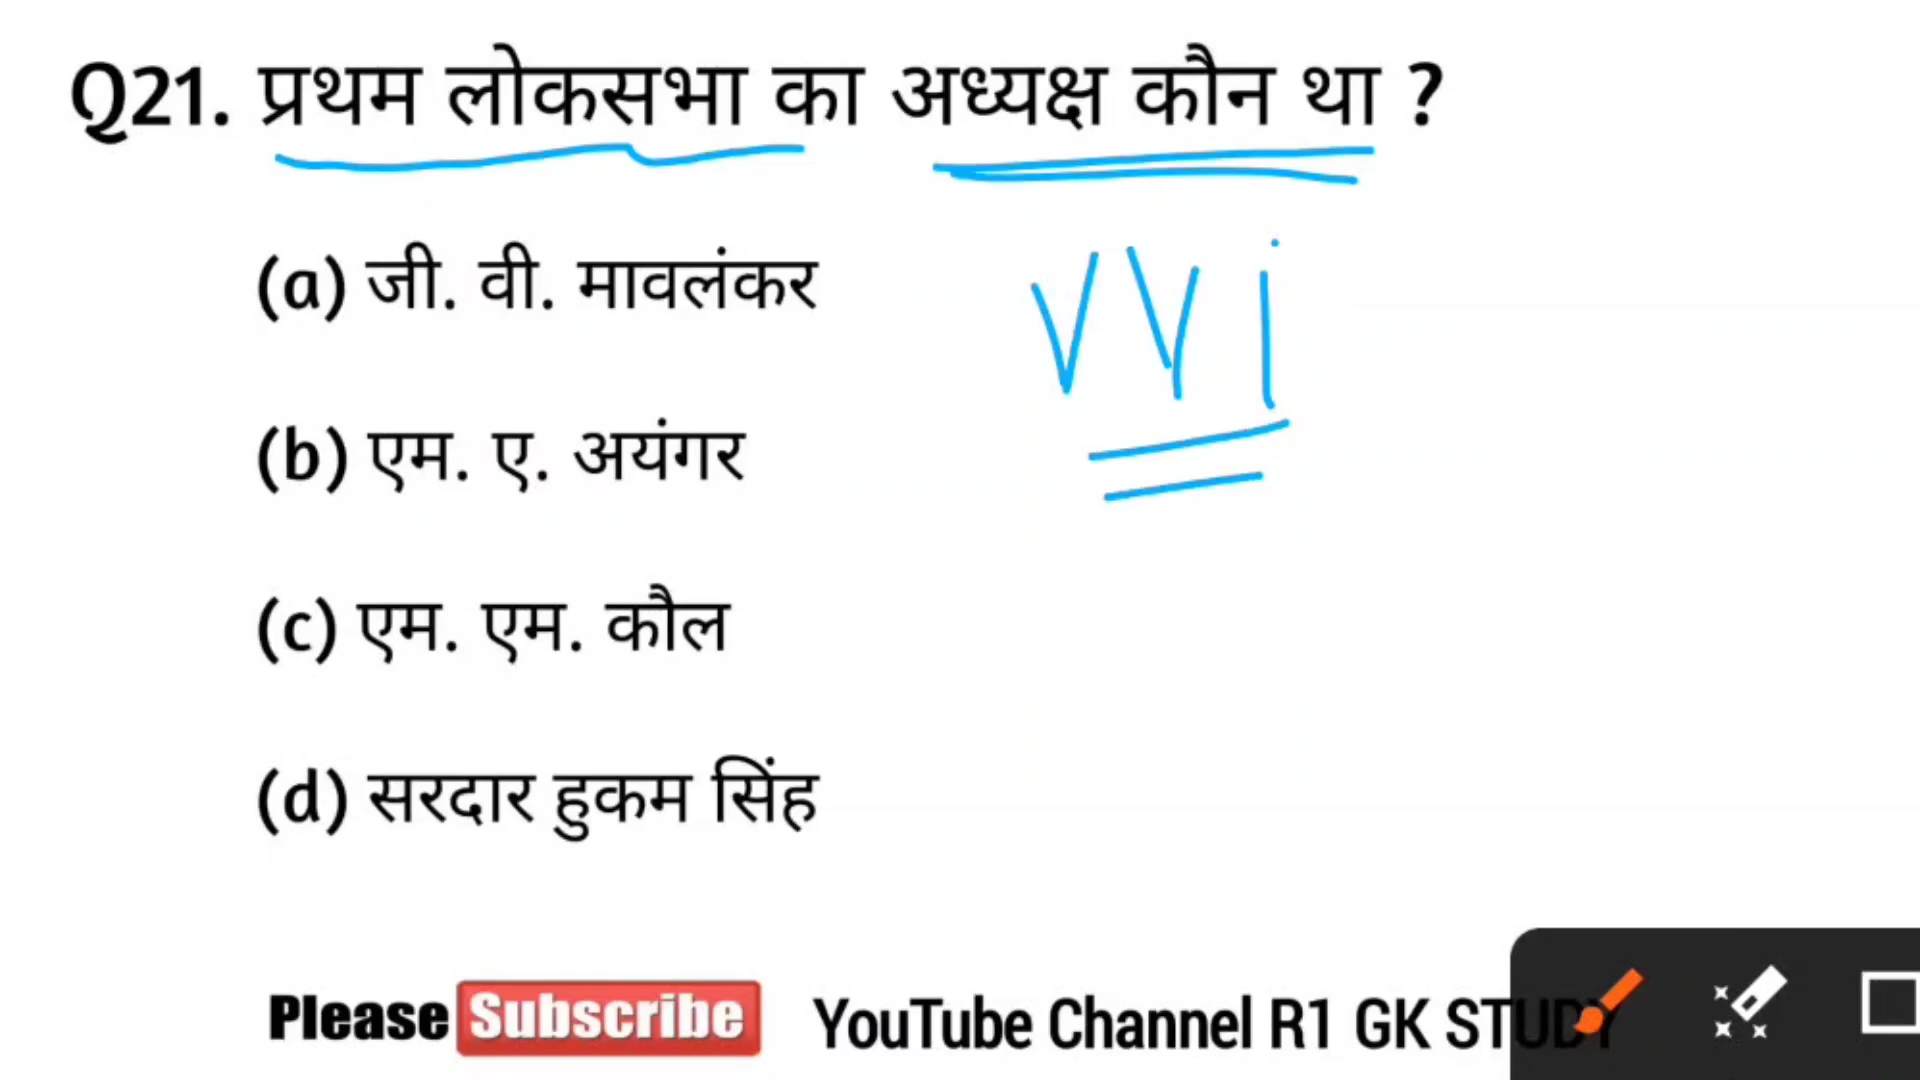 Q21. प्रथम लोकसभा का अध्यक्ष कौन था ?
(a) जी. वी. मावलंकर
VVi
(b) एम. ए. अयंगर
(c) एम. एम. कौल
(d) सरदार हुकम सिंह
Please Subscribe YouTube Channel R1 GK STUDY